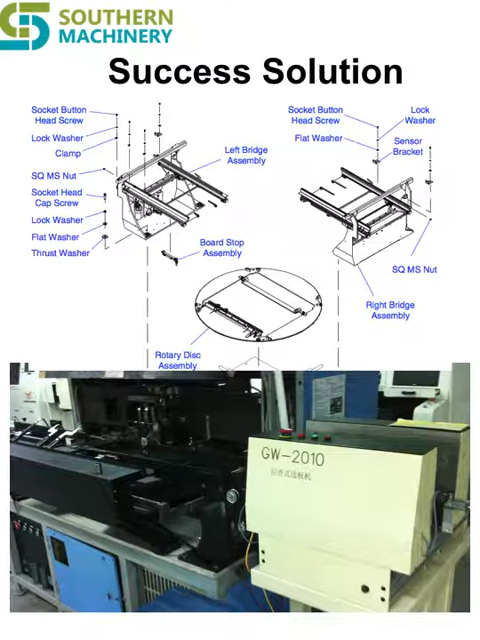 SOUTHERN
MACHINERY
Success Solution
Socket Button
Head Screw
Lock Washer
Clamp
SQ MS Nut
Socket Head
Cap Screw
Lock Washer
Flat Washer
Thrust Washer
Left Bridge
Assembly
Board Stop
Assembly
Rotary Disc
Assembly
Socket Button
Head Screw
Flat Washer
Lock
Washer
Sensor
Bracket
SQ MS Nut
Right Bridge
Assembly
GW-2010